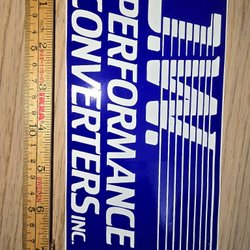 J.W.
PERFORMANCE
CONVERTERS INC.